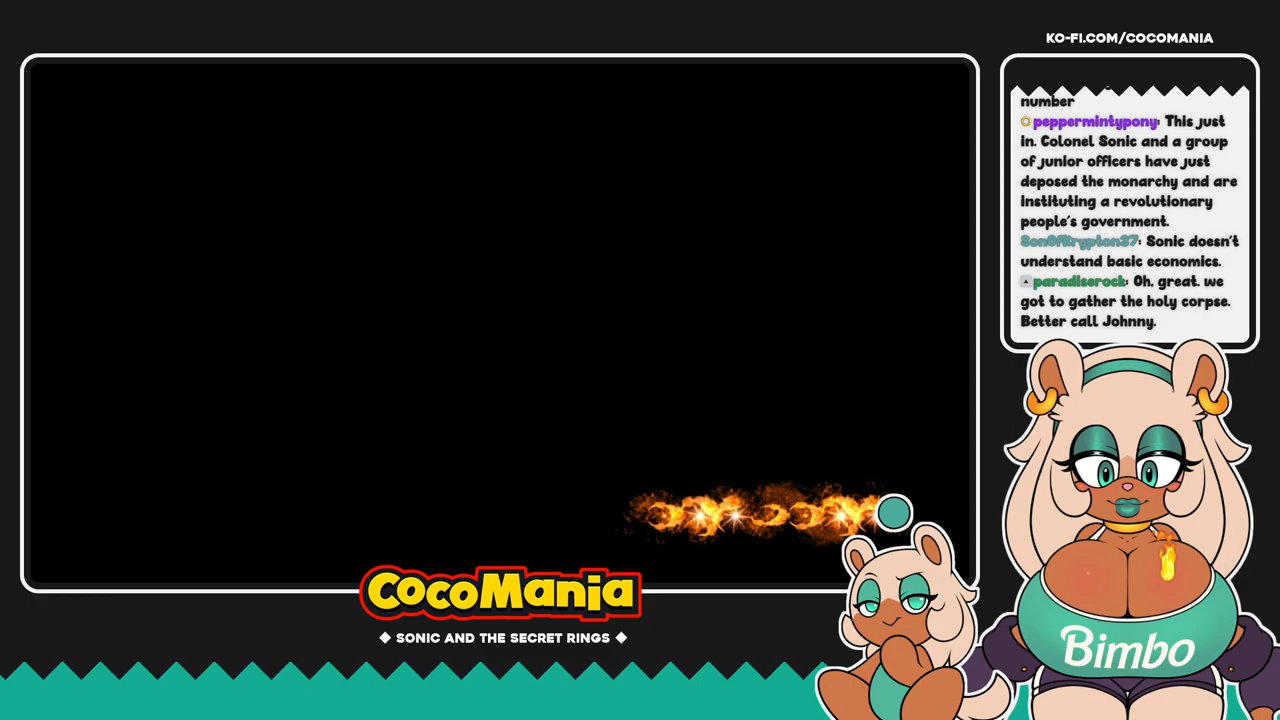 KO-FI.COM/COCOMANIA
number
peppermintypony: This just
in. Colonel Sonic and a group
of junior officers have just
deposed the monarchy and are
instituting a revolutionary
people's government.
SonOfKrypton37: Sonic doesn't
understand basic economics.
paradiserock: Oh, great. we
got to gather the holy corpse.
Better call Johnny.
CocoMania
◆ SONIC AND THE SECRET RINGS ◆
Bimbo